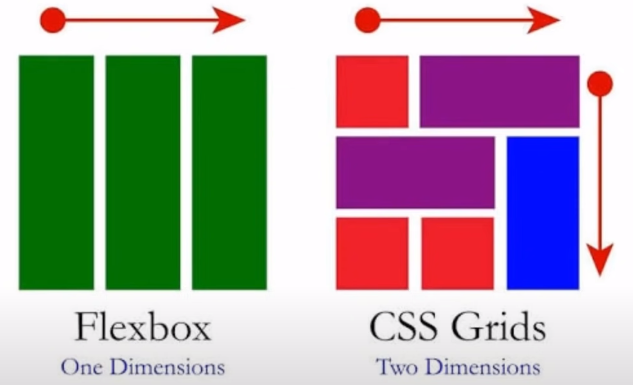 Flexbox
One Dimensions
CSS Grids
Two Dimensions